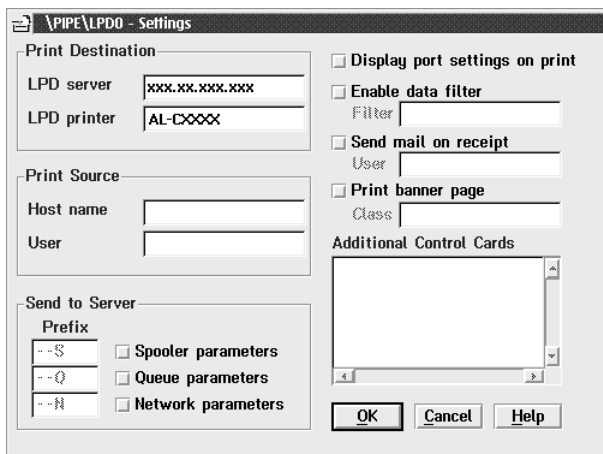 \PIPE\LPD0 - Settings
Print Destination
LPD server xxx.xx.xxx.xxx
LPD printer AL-CXXXX
Print Source
Host name
User
Send to Server
Prefix
--S Spooler parameters
--Q Queue parameters
--N Network parameters
Display port settings on print
Enable data filter
Filter
Send mail on receipt
User
Print banner page
Class
Additional Control Cards
OK Cancel Help